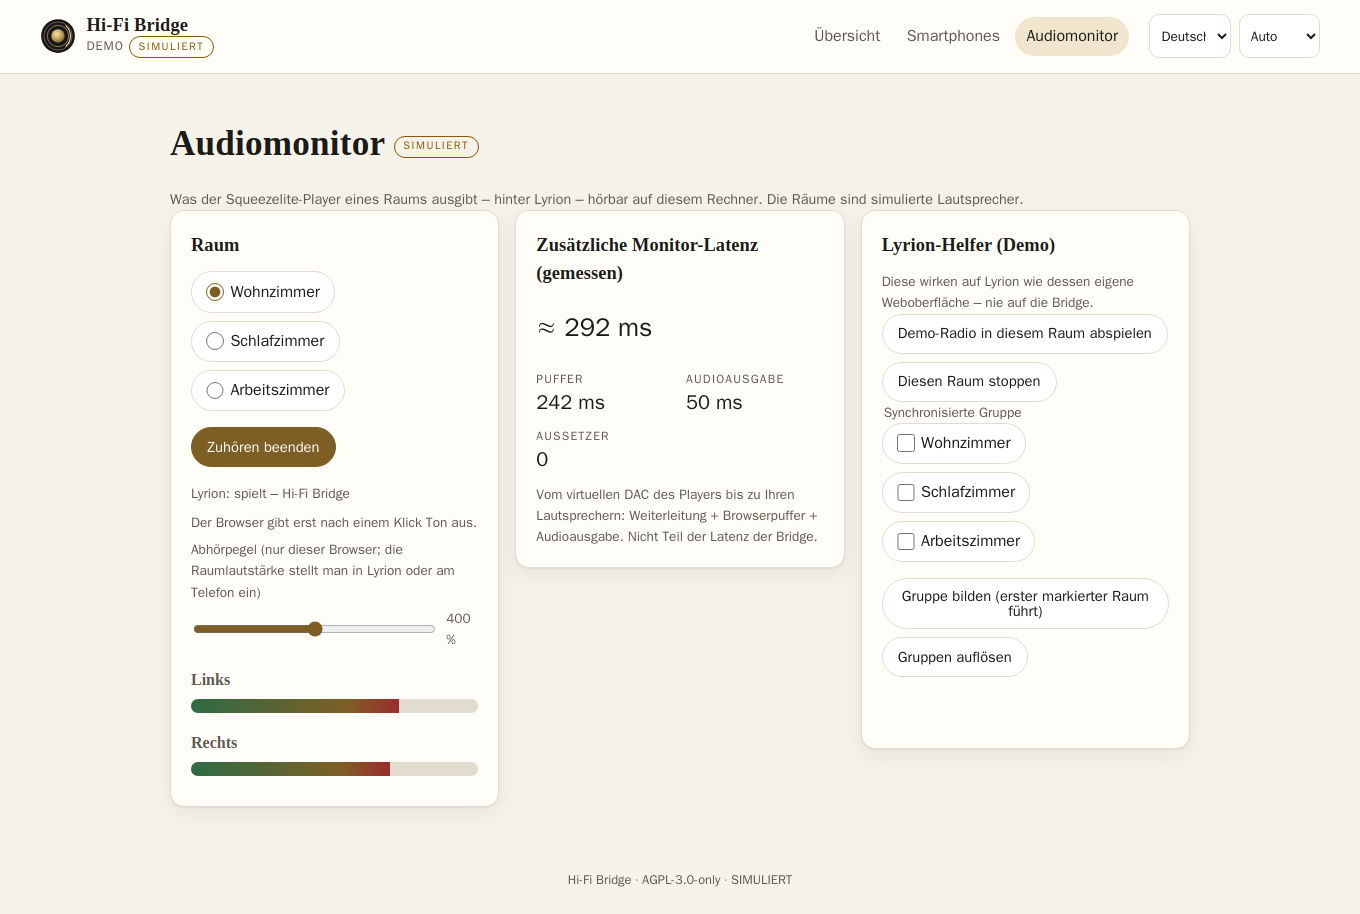 Hi-Fi Bridge
DEMO SIMULIERT
Übersicht
Smartphones
Audiomonitor
Deutsch
Auto
Audiomonitor SIMULIERT
Was der Squeezelite-Player eines Raums ausgibt – hinter Lyrion – hörbar auf diesem Rechner. Die Räume sind simulierte Lautsprecher.
Raum
Wohnzimmer
Schlafzimmer
Arbeitszimmer
Zuhören beenden
Lyrion: spielt – Hi-Fi Bridge
Der Browser gibt erst nach einem Klick Ton aus.
Abhörpegel (nur dieser Browser; die
Raumlautstärke stellt man in Lyrion oder am
Telefon ein)
400
%
Links
Rechts
Zusätzliche Monitor-Latenz
(gemessen)
≈ 292 ms
PUFFER
242 ms
AUDIOAUSGABE
50 ms
AUSSETZER
0
Vom virtuellen DAC des Players bis zu Ihren
Lautsprechern: Weiterleitung + Browserpuffer +
Audioausgabe. Nicht Teil der Latenz der Bridge.
Lyrion-Helfer (Demo)
Diese wirken auf Lyrion wie dessen eigene
Weboberfläche – nie auf die Bridge.
Demo-Radio in diesem Raum abspielen
Diesen Raum stoppen
Synchronisierte Gruppe
Wohnzimmer
Schlafzimmer
Arbeitszimmer
Gruppe bilden (erster markierter Raum
führt)
Gruppen auflösen
Hi-Fi Bridge · AGPL-3.0-only · SIMULIERT